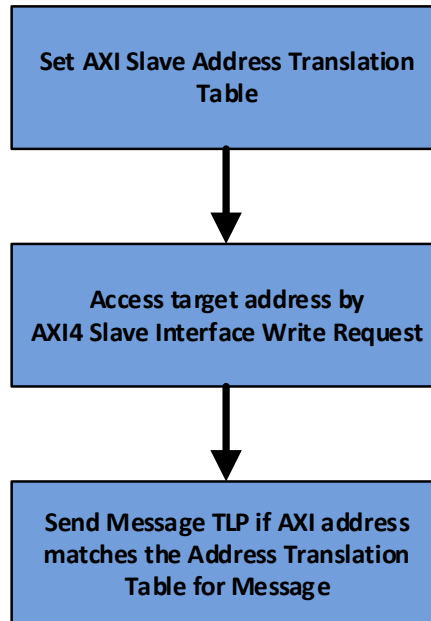 Set AXI Slave Address Translation
Table
Access target address by
AXI4 Slave Interface Write Request
Send Message TLP if AXI address
matches the Address Translation
Table for Message